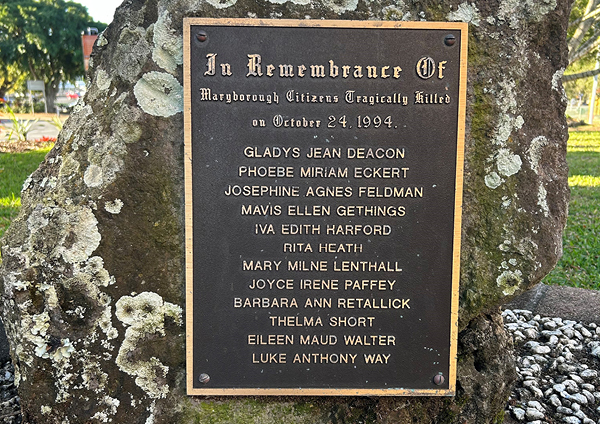 In Remembrance Of
Maryborough Citizens Tragically Killed
on October 24, 1994.
GLADYS JEAN DEACON
PHOEBE MIRIAM ECKERT
JOSEPHINE AGNES FELDMAN
MAVIS ELLEN GETHINGS
IVA EDITH HARFORD
RITA HEATH
MARY MILNE LENTHALL
JOYCE IRENE PAFFEY
BARBARA ANN RETALLICK
THELMA SHORT
EILEEN MAUD WALTER
LUKE ANTHONY WAY